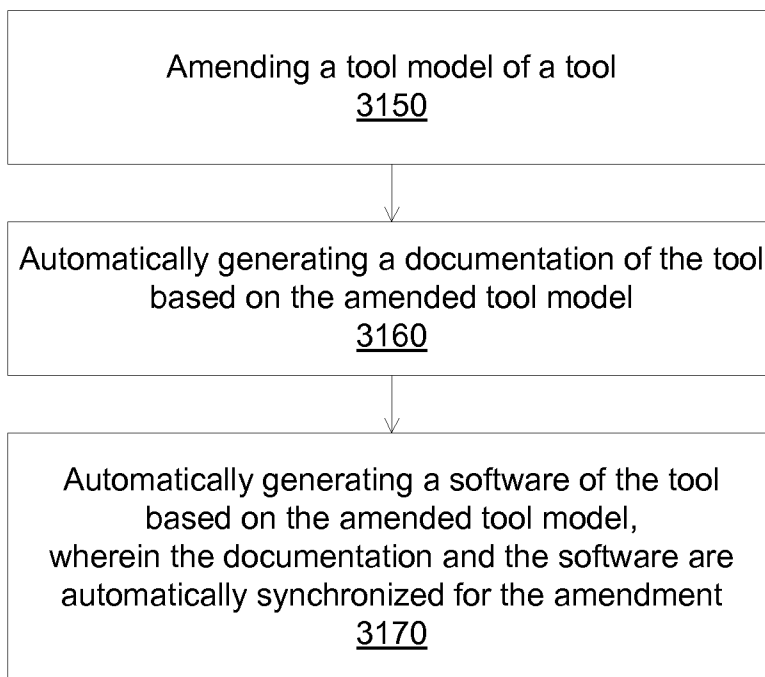 Amending a tool model of a tool
3150
Automatically generating a documentation of the tool
based on the amended tool model
3160
Automatically generating a software of the tool
based on the amended tool model,
wherein the documentation and the software are
automatically synchronized for the amendment
3170